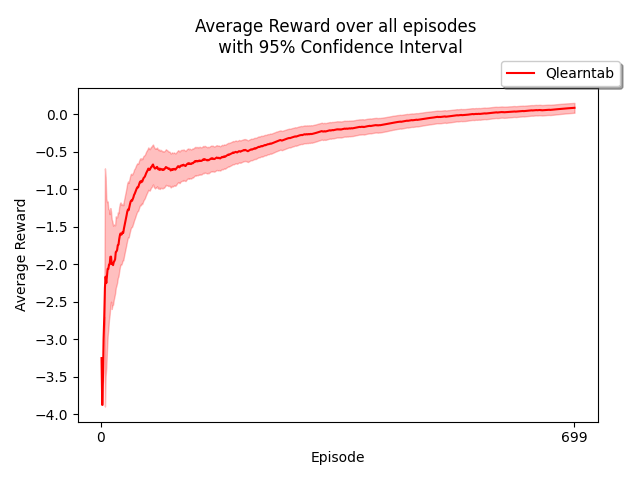 Average Reward over all episodes
with 95% Confidence Interval
Qlearntab
0.0
−0.5
−1.0
−1.5
−2.0
−2.5
−3.0
−3.5
−4.0
Average Reward
0
699
Episode